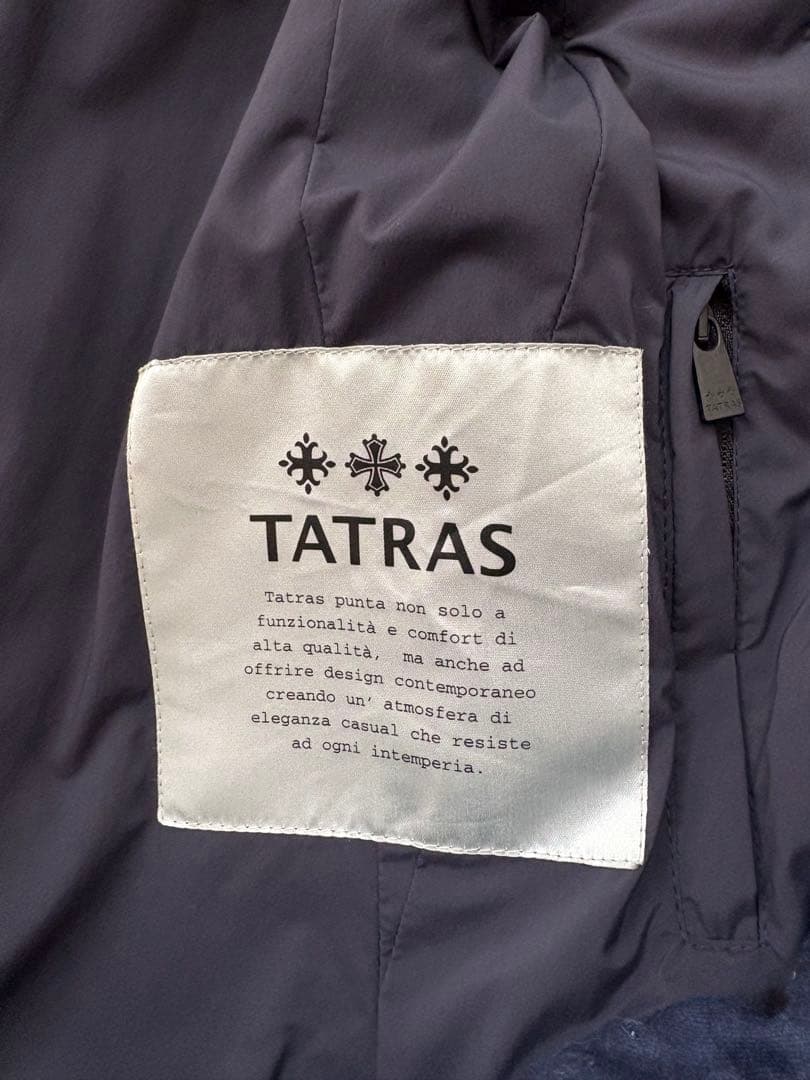 TATRAS
Tatras punta non solo a
funzionalità e comfort di
alta qualità, ma anche ad
offrire design contemporaneo
creando un' atmosfera di
eleganza casual che resiste
ad ogni intemperia.
TATRAS